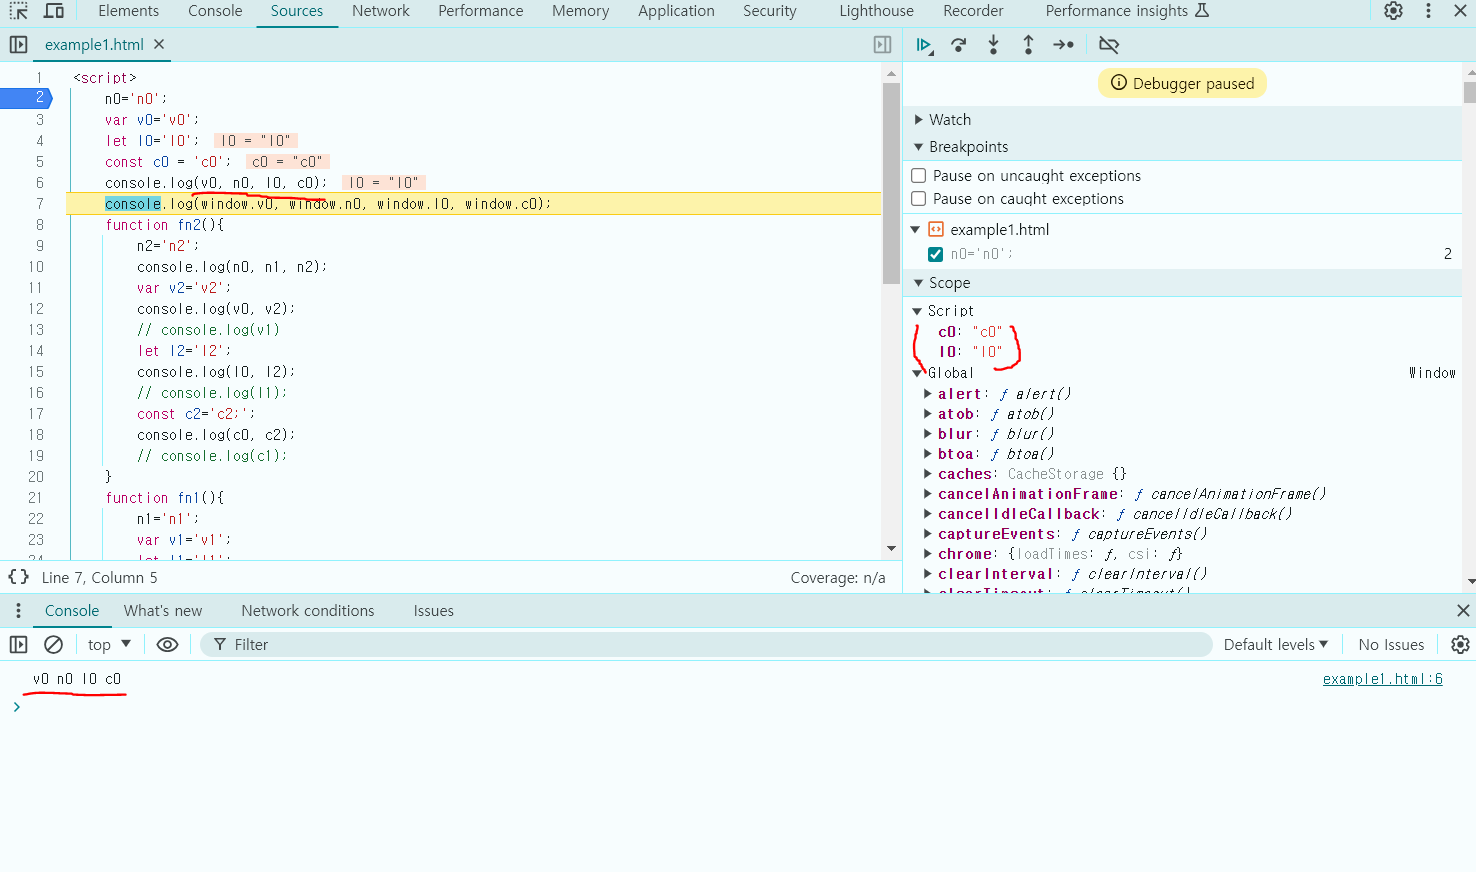 Elements Console Sources Network Performance Memory Application Security Lighthouse Recorder Performance insights
example1.html
1 <script>
2 n0='n0';
3 var v0='v0';
4 let l0='l0'; l0 = "l0"
5 const c0 = 'c0'; c0 = "c0"
6 console.log(v0, n0, l0, c0); l0 = "l0"
7 console.log(window.v0, window.n0, window.l0, window.c0);
8 function fn2(){
9 n2='n2';
10 console.log(n0, n1, n2);
11 var v2='v2';
12 console.log(v0, v2);
13 // console.log(v1)
14 let l2='l2';
15 console.log(l0, l2);
16 // console.log(l1);
17 const c2='c2;';
18 console.log(c0, c2);
19 // console.log(c1);
20 }
21 function fn1(){
22 n1='n1';
23 var v1='v1';
24 let l1='l1';
{ } Line 7, Column 5 Coverage: n/a
Debugger paused
Watch
Breakpoints
Pause on uncaught exceptions
Pause on caught exceptions
example1.html
n0='n0'; 2
Scope
Script
c0: "c0"
l0: "l0"
Global Window
alert: ƒ alert()
atob: ƒ atob()
blur: ƒ blur()
btoa: ƒ btoa()
caches: CacheStorage {}
cancelAnimationFrame: ƒ cancelAnimationFrame()
cancelIdleCallback: ƒ cancelIdleCallback()
captureEvents: ƒ captureEvents()
chrome: {loadTimes: ƒ, csi: ƒ}
clearInterval: ƒ clearInterval()
clearTimeout: ƒ clearTimeout()
Console What's new Network conditions Issues
top Filter Default levels No Issues
v0 n0 l0 c0 example1.html:6